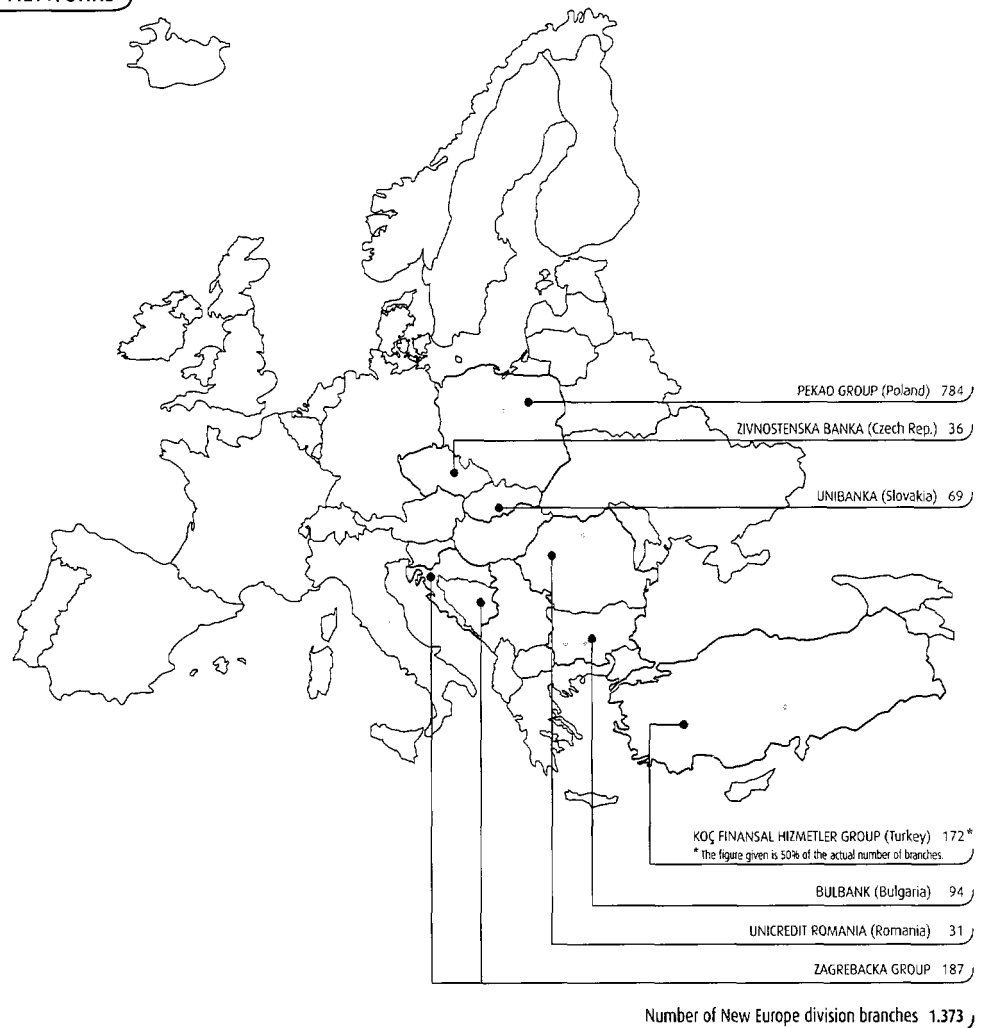 PEKAO GROUP (Poland) 784
ZIVNOSTENSKA BANKA (Czech Rep.) 36
UNIBANKA (Slovakia) 69
KOÇ FINANSAL HIZMETLER GROUP (Turkey) 172*
* The figure given is 50% of the actual number of branches.
BULBANK (Bulgaria) 94
UNICREDIT ROMANIA (Romania) 31
ZAGREBACKA GROUP 187
Number of New Europe division branches 1.373